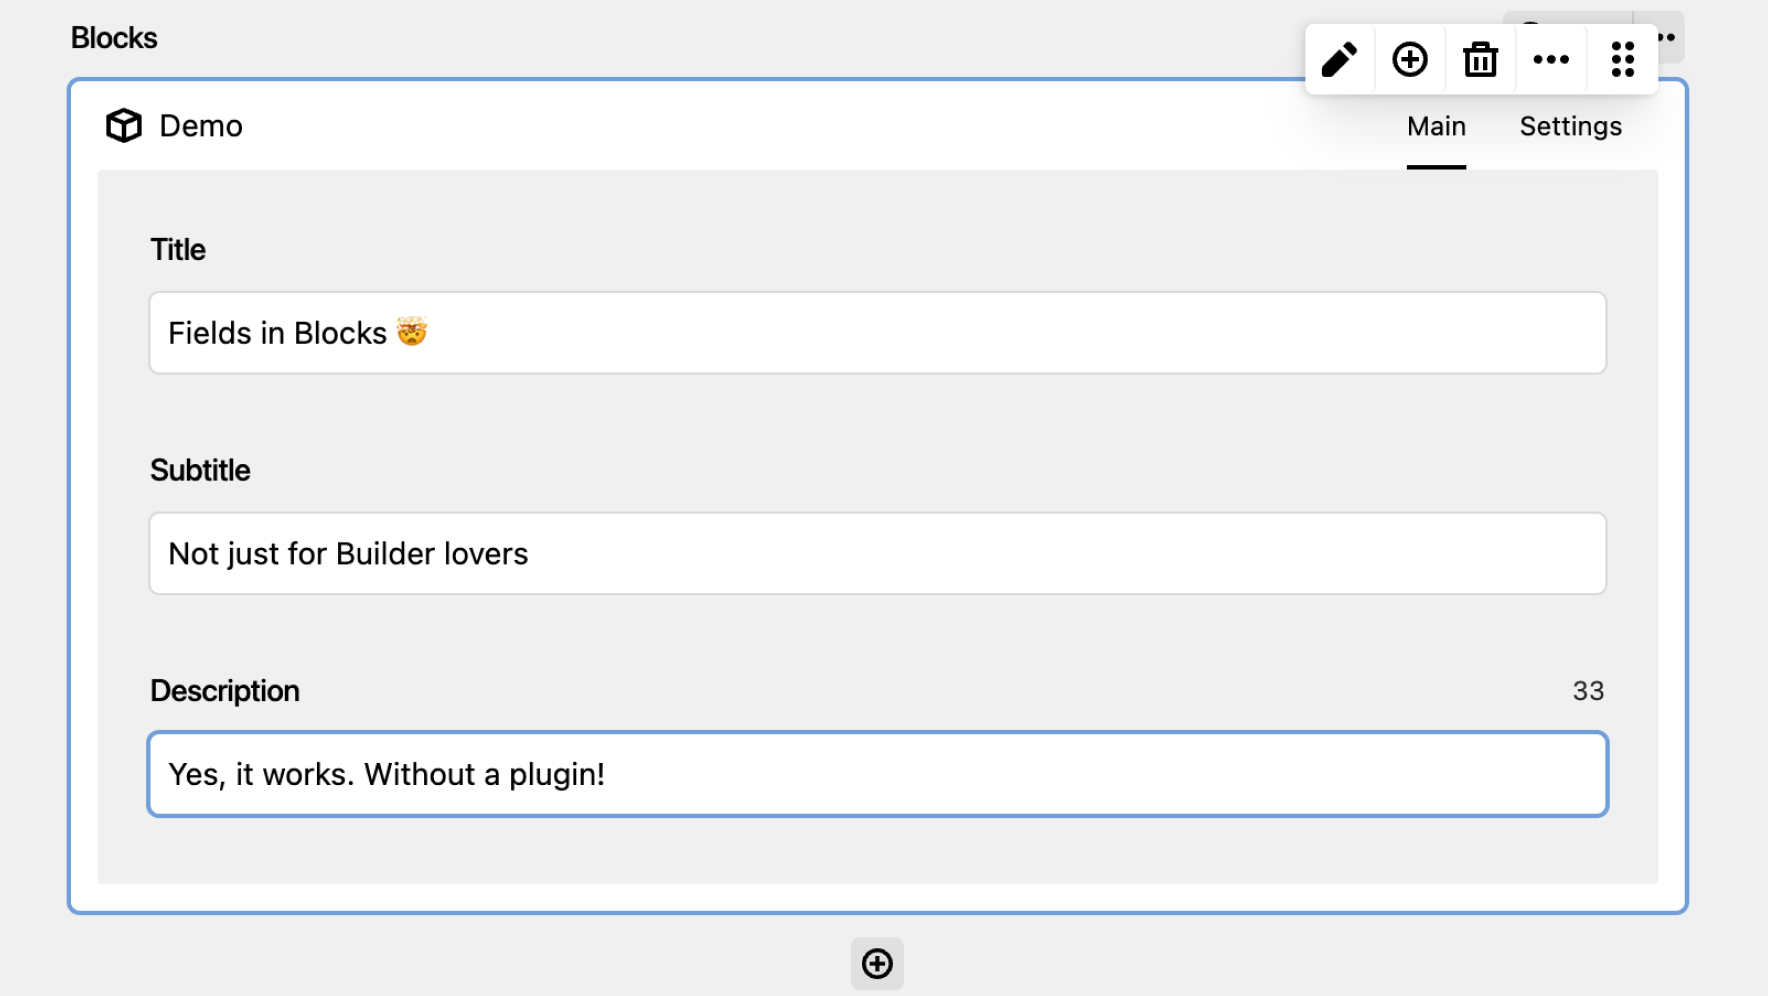 Blocks
Demo
Main
Settings
Title
Fields in Blocks 🤯
Subtitle
Not just for Builder lovers
Description
33
Yes, it works. Without a plugin!